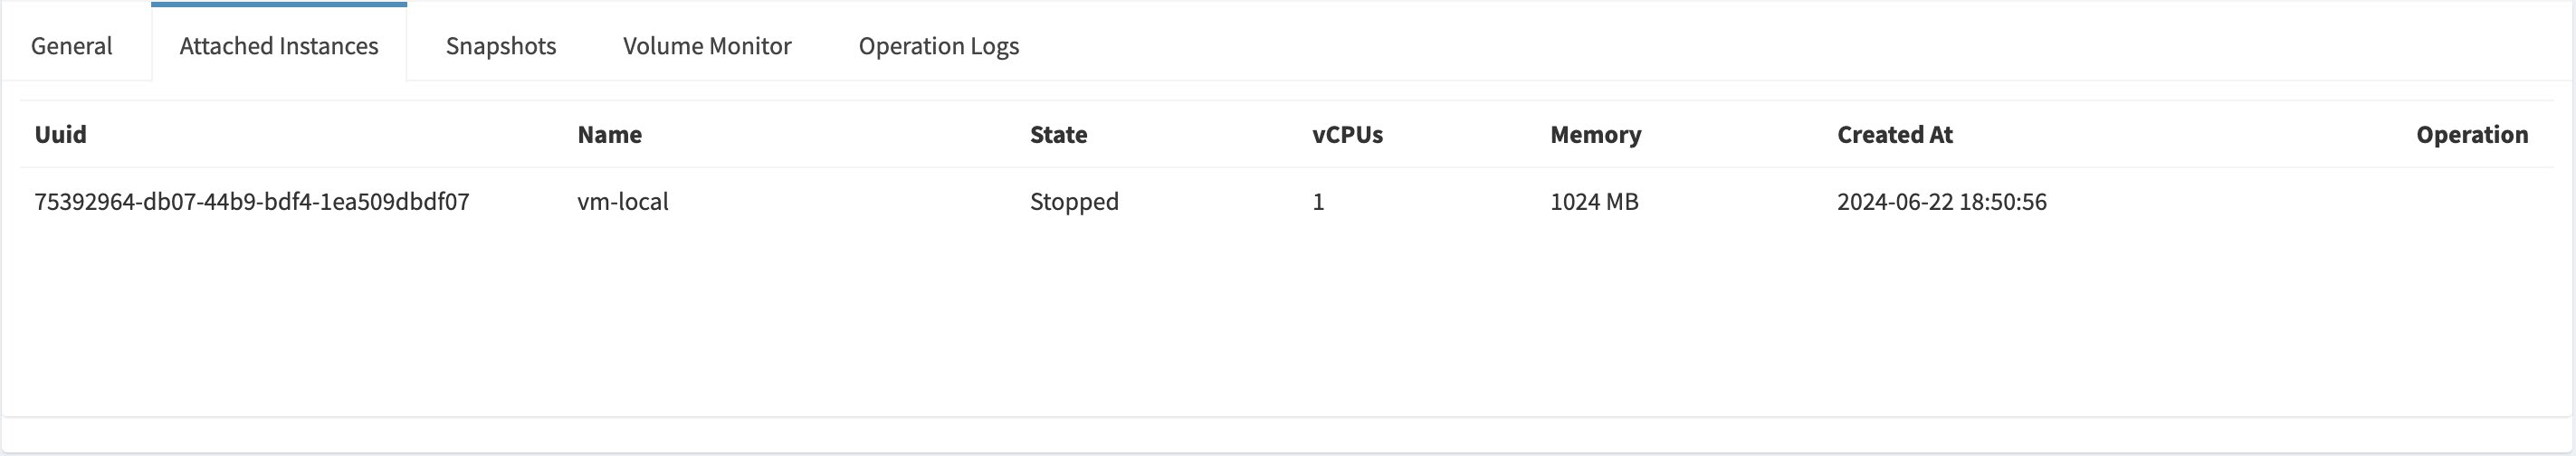 General Attached Instances Snapshots Volume Monitor Operation Logs
Uuid Name State vCPUs Memory Created At Operation
75392964-db07-44b9-bdf4-1ea509dbdf07 vm-local Stopped 1 1024 MB 2024-06-22 18:50:56